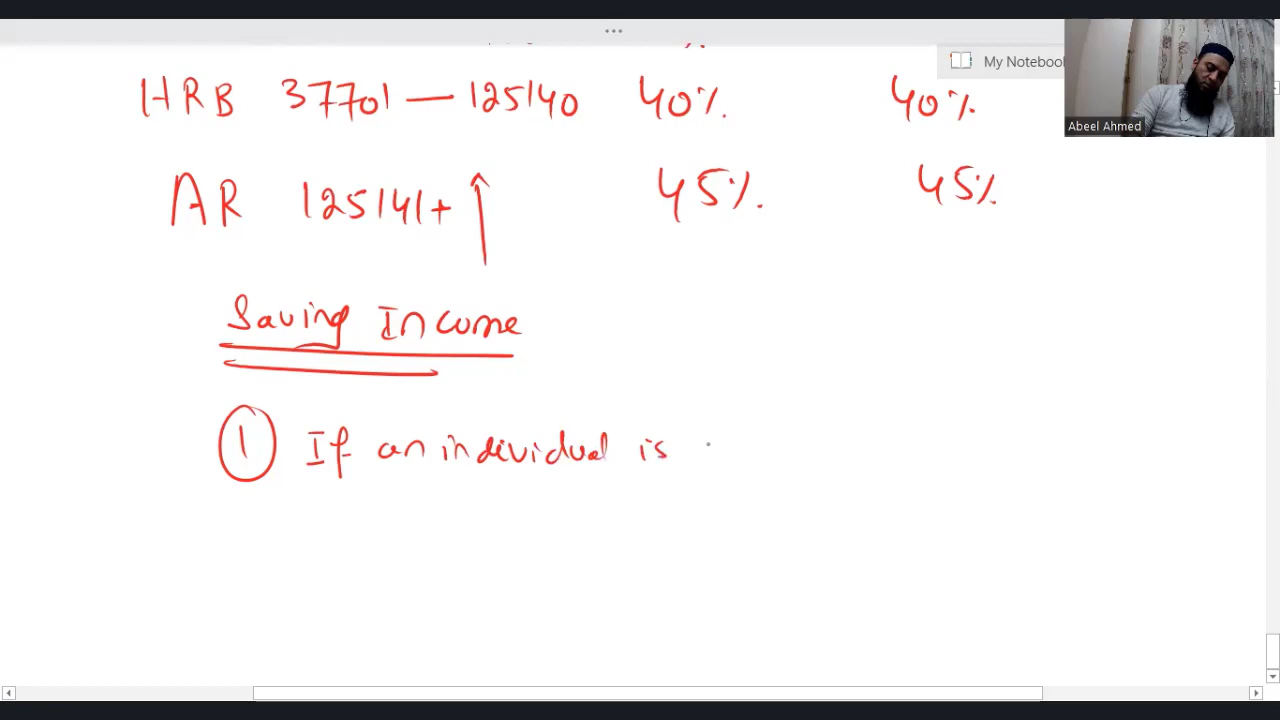 My Notebook
HRB 37701 — 125140 40% 40%
Abeel Ahmed
AR 125141+ ↑ 45% 45%
Saving Income
① If an individual is